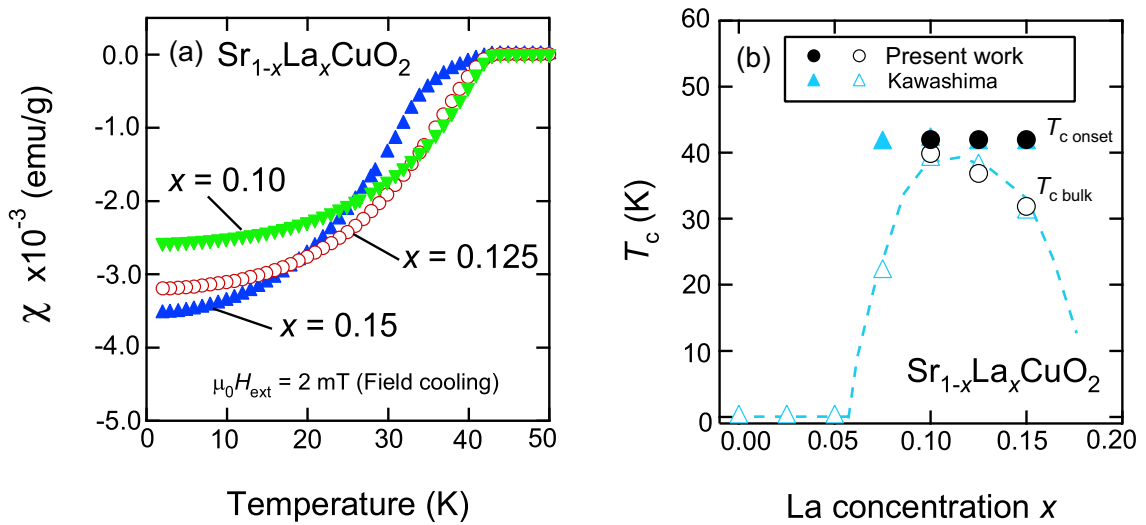 (a) Sr1-xLaxCuO2
0.0
-1.0
-2.0
-3.0
-4.0
-5.0
χ x10-3 (emu/g)
x = 0.10
x = 0.125
x = 0.15
μ0Hext = 2 mT (Field cooling)
0 10 20 30 40 50
Temperature (K)
(b)
Present work
Kawashima
60
50
40
30
20
10
0
Tc (K)
Tc onset
Tc bulk
Sr1-xLaxCuO2
0.00 0.05 0.10 0.15 0.20
La concentration x